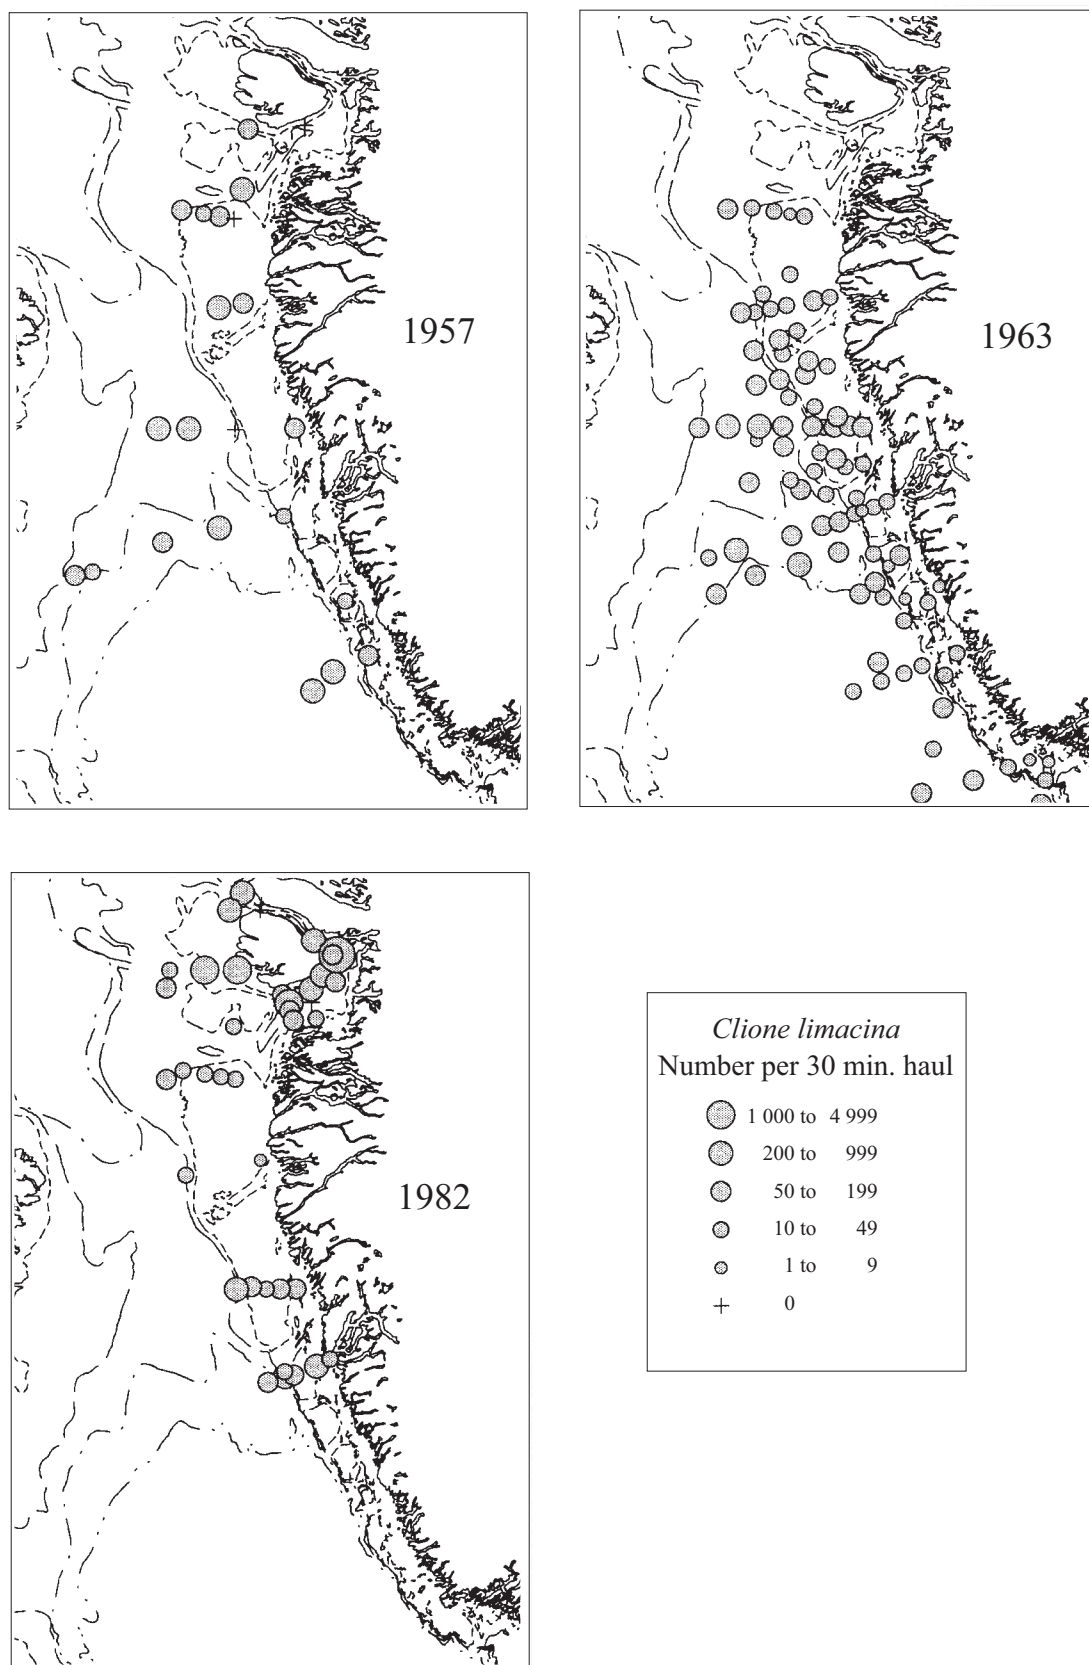 1957
1963
1982
Clione limacina
Number per 30 min. haul
1 000 to 4 999
200 to 999
50 to 199
10 to 49
1 to 9
0